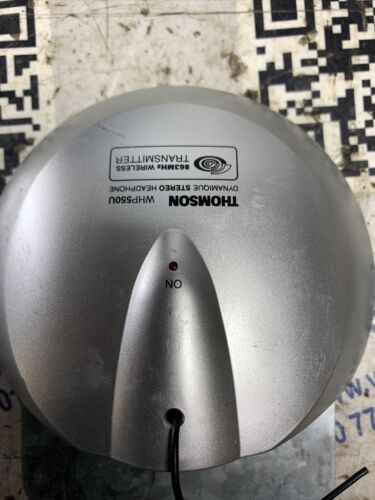 THOMSON WHP550U
DYNAMIQUE STEREO HEADPHONE
863MHz WIRELESS
TRANSMITTER
ON